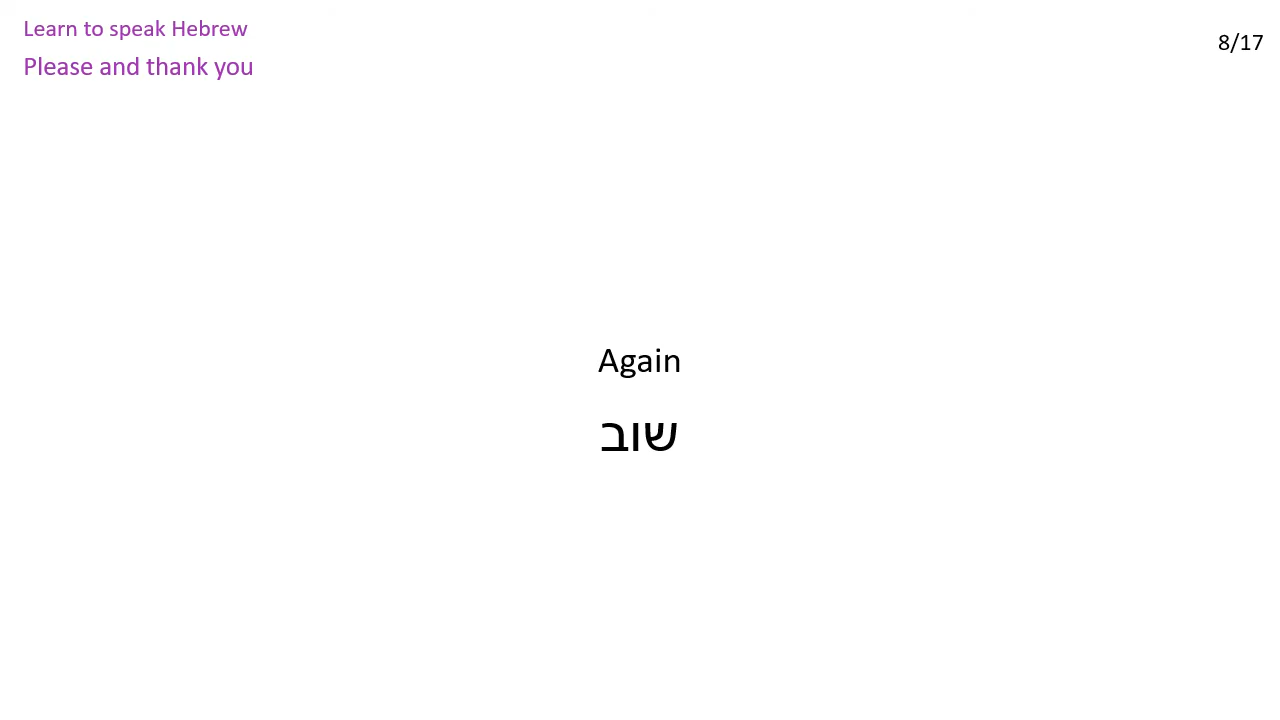 Learn to speak Hebrew
Please and thank you
8/17
Again
שוב